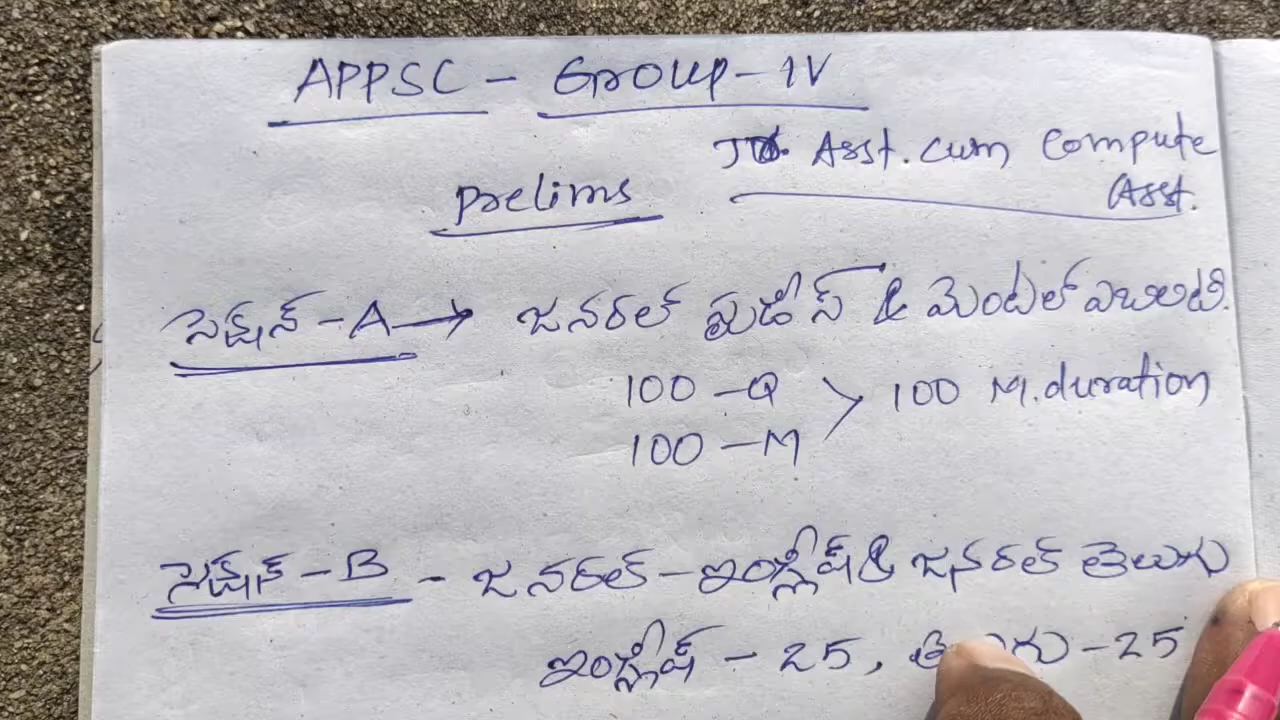 APPSC - GROUP-IV
Jr. Asst. cum Compute
Prelims
Asst.
సెక్షన్ - A → జనరల్ స్టడీస్ & మెంటల్ ఎబిలిటి.
100 - Q > 100 M. duration
100 - M
సెక్షన్ - B - జనరల్ - ఇంగ్లీష్ & జనరల్ తెలుగు
ఇంగ్లీష్ - 25, తెలుగు - 25